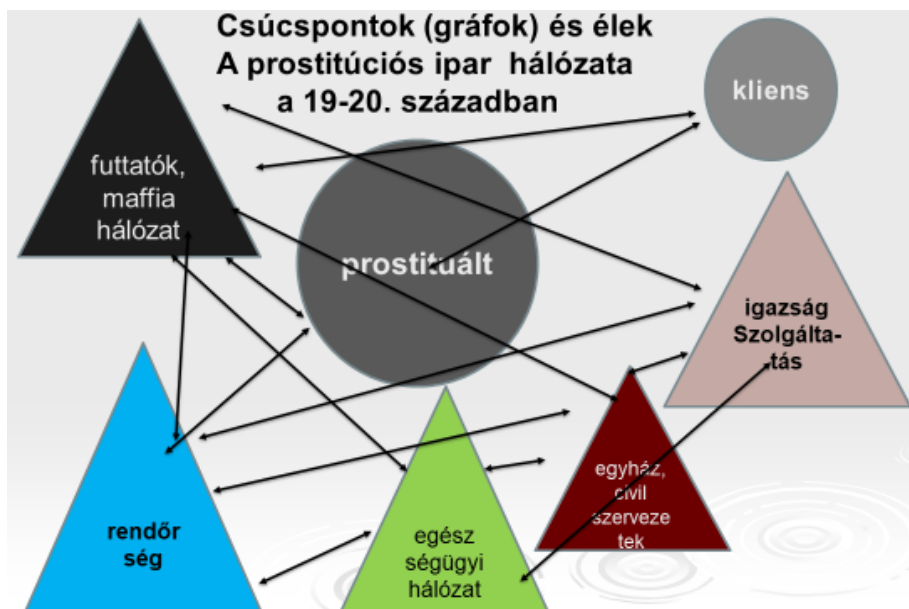 Csúcspontok (gráfok) és élek
A prostitúciós ipar hálózata
a 19-20. században
kliens
futtatók,
maffia
hálózat
prostituált
igazság
Szolgálta-
tás
rendőr
ség
egész
ségügyi
hálózat
egyház,
civil
szerveze
tek